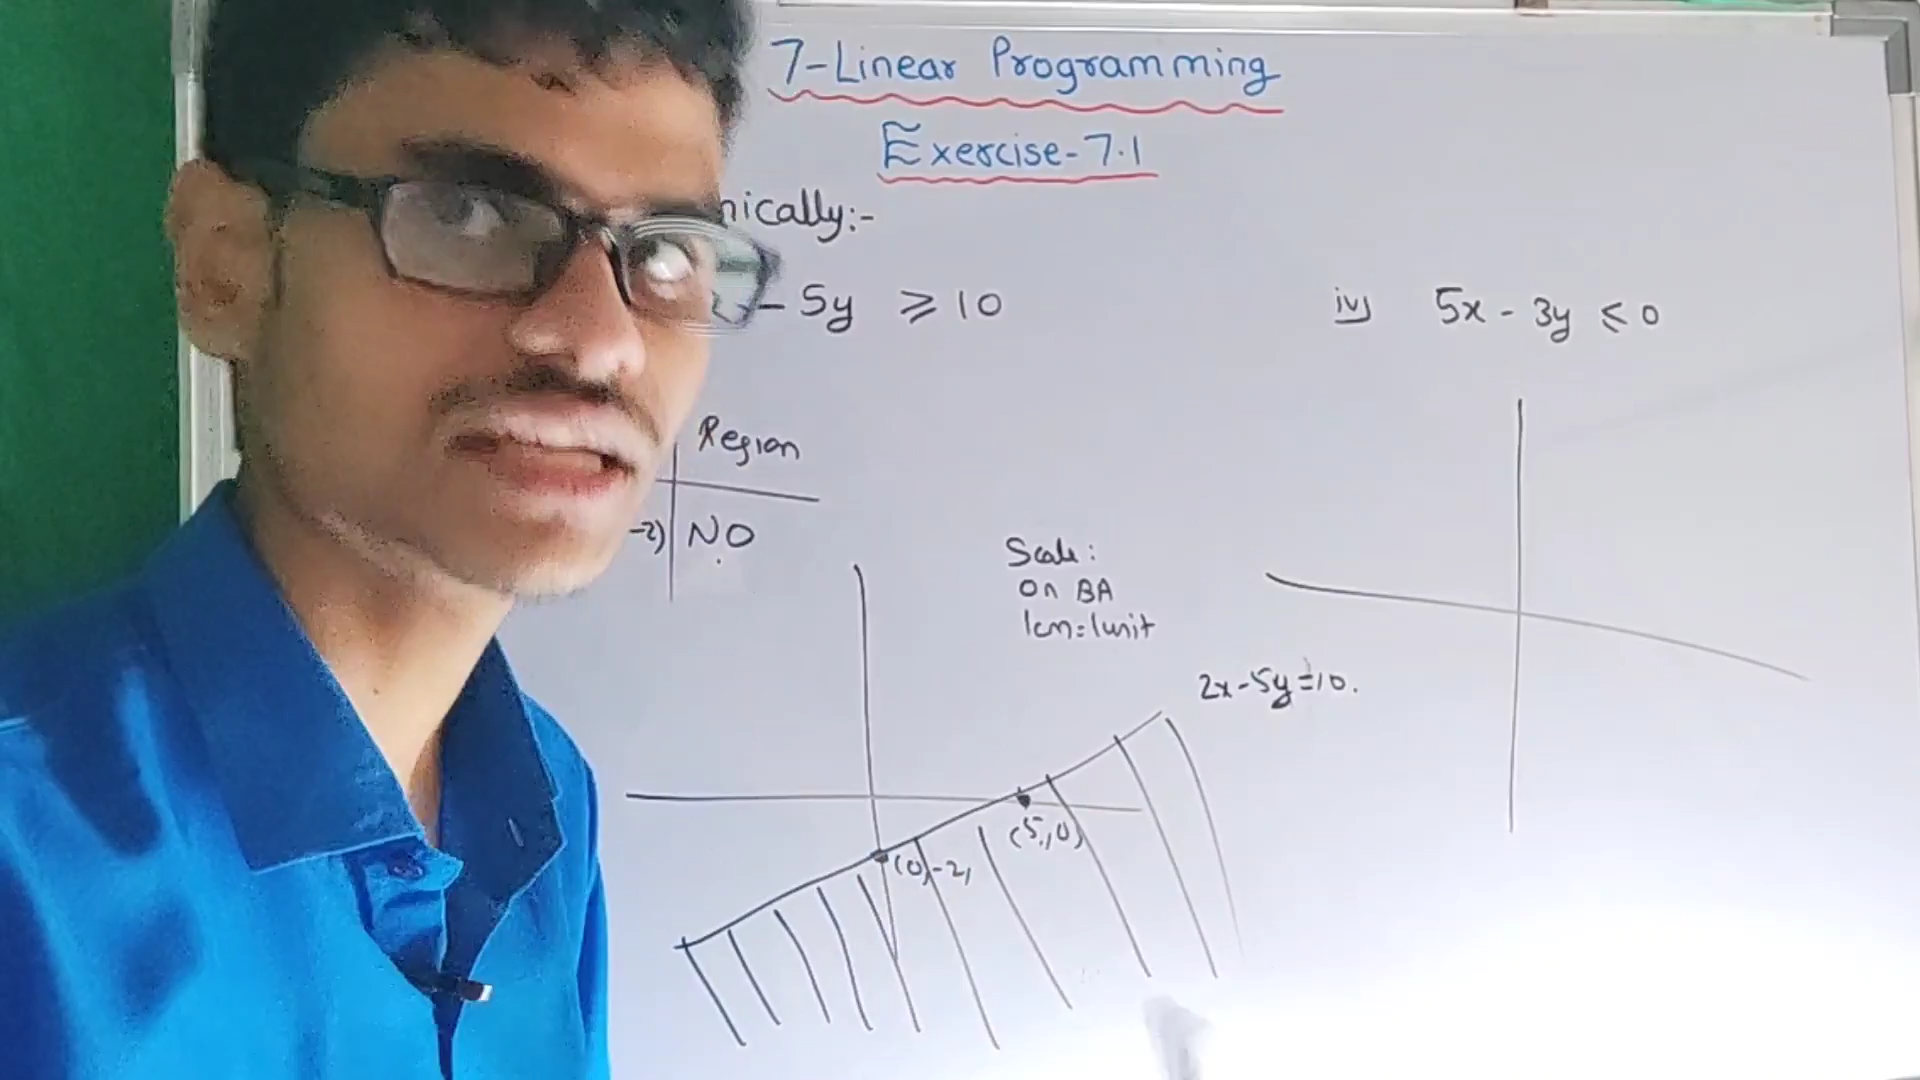 7-Linear Programming
Exercise-7.1
nically:-
- 5y ⩾ 10
iv) 5x - 3y ⩽ 0
Region
-2) NO
Scale:
On BA
1cm=1unit
2x-5y=10.
(5,0)
(0,-2)